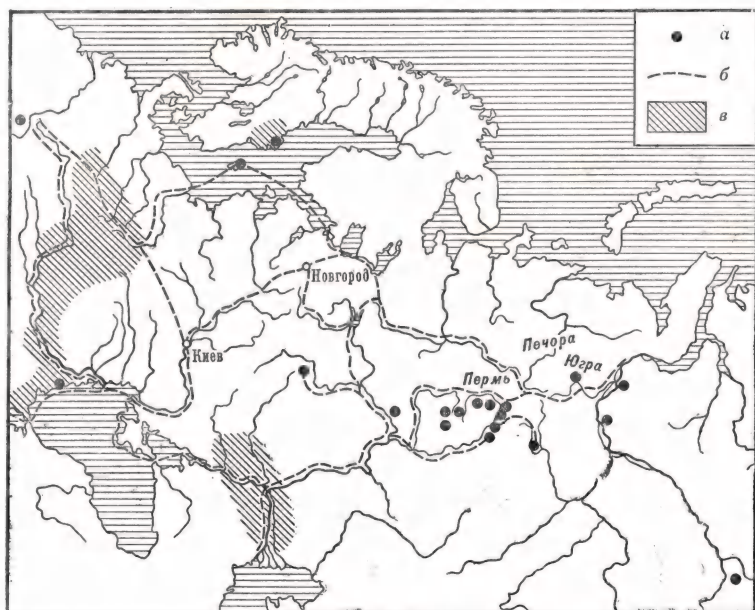 а
б
в
Новгород
Печора
Югра
Киев
Пермь